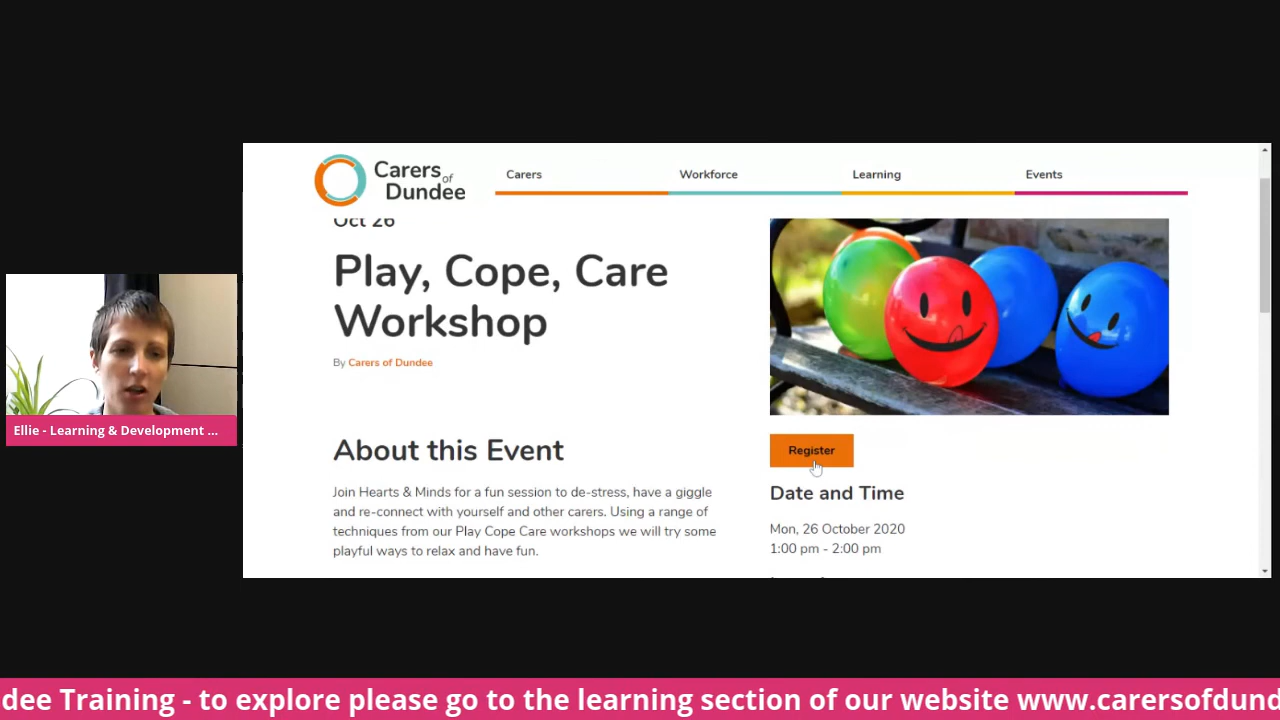 Carers of
Dundee
Carers
Workforce
Learning
Events
Oct 26
Play, Cope, Care
Workshop
By Carers of Dundee
About this Event
Join Hearts & Minds for a fun session to de-stress, have a giggle
and re-connect with yourself and other carers. Using a range of
techniques from our Play Cope Care workshops we will try some
playful ways to relax and have fun.
Register
Date and Time
Mon, 26 October 2020
1:00 pm - 2:00 pm
Ellie - Learning & Development ...
dee Training - to explore please go to the learning section of our website www.carersofdund